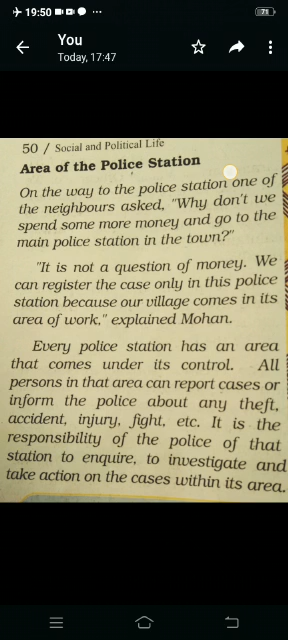 19:50
71
You
Today, 17:47
50 / Social and Political Life
Area of the Police Station
On the way to the police station one of
the neighbours asked, "Why don't we
spend some more money and go to the
main police station in the town?"
"It is not a question of money. We
can register the case only in this police
station because our village comes in its
area of work," explained Mohan.
Every police station has an area
that comes under its control. All
persons in that area can report cases or
inform the police about any theft,
accident, injury, fight, etc. It is the
responsibility of the police of that
station to enquire, to investigate and
take action on the cases within its area.